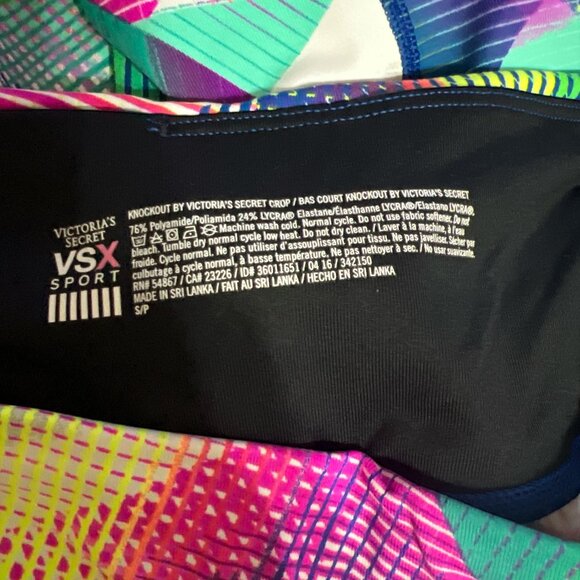 VICTORIA'S
SECRET
VSX
SPORT
KNOCKOUT BY VICTORIA'S SECRET CROP / BAS COURT KNOCKOUT BY VICTORIA'S SECRET
76% Polyamide/Poliamida 24% LYCRA® Elastane/Élasthanne LYCRA®/Elastano LYCRA®.
Machine wash cold. Normal cycle. Do not use fabric softener. Do not
bleach. Tumble dry normal cycle low heat. Do not dry clean. / Laver à la machine, à l'eau
froide. Cycle normal. Ne pas utiliser d'assouplissant pour tissu. Ne pas javelliser. Sécher par
culbutage à cycle normal, à basse température. Ne pas nettoyer à sec. / No usar suavizante.
RN# 54867 / CA# 23226 / ID# 36011651 / 04 16 / 342150
MADE IN SRI LANKA / FAIT AU SRI LANKA / HECHO EN SRI LANKA
S/P